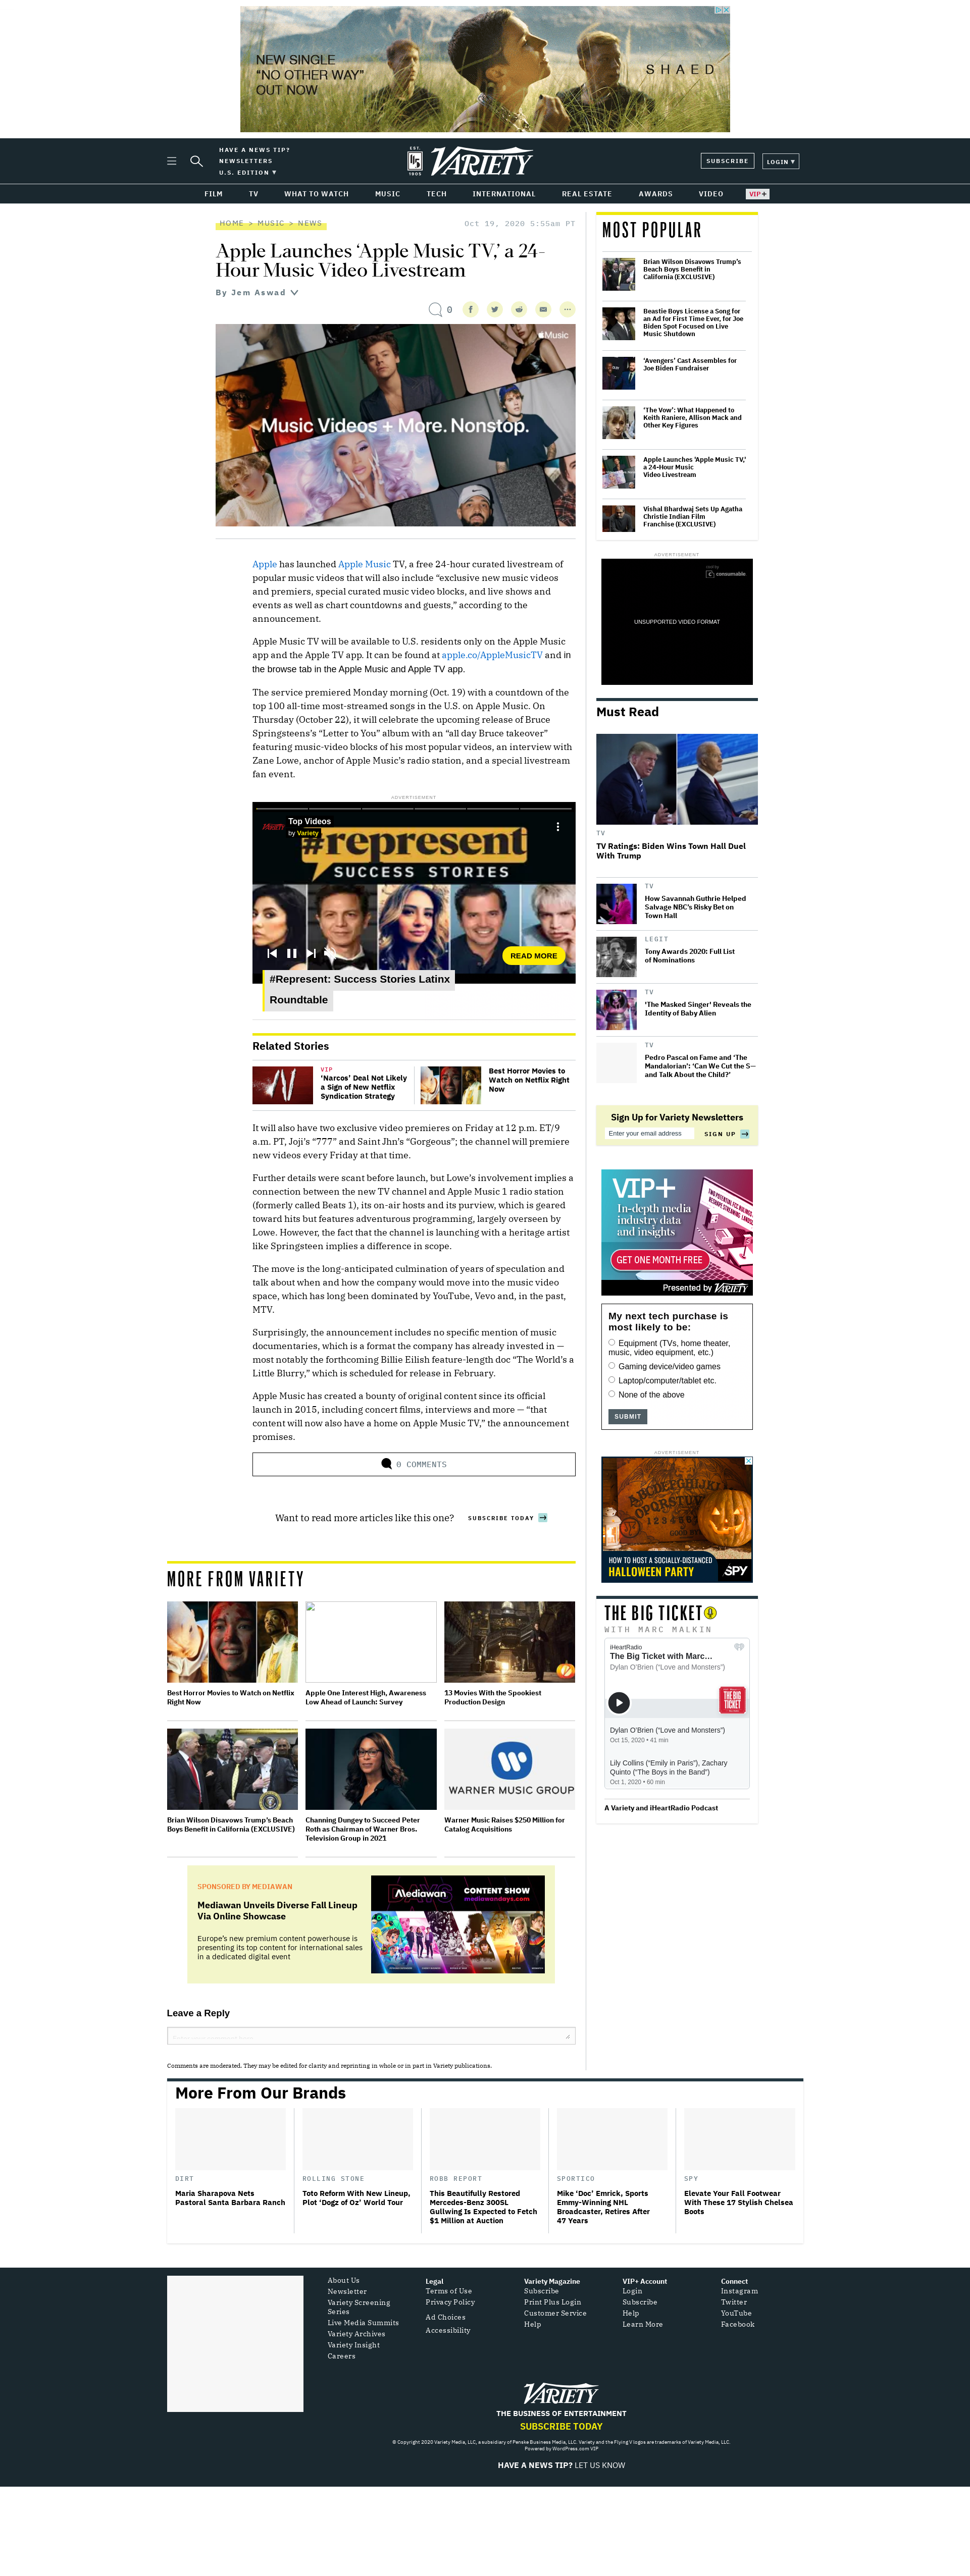 NEW SINGLE
“NO OTHER WAY”
OUT NOW
SHAED
HAVE A NEWS TIP?
NEWSLETTERS
U.S. EDITION ▾
EST.
1905
VARIETY
SUBSCRIBE
LOGIN ▾
FILM
TV
WHAT TO WATCH
MUSIC
TECH
INTERNATIONAL
REAL ESTATE
AWARDS
VIDEO
VIP+
HOME > MUSIC > NEWS
Oct 19, 2020 5:55am PT
Apple Launches ‘Apple Music TV,’ a 24-
Hour Music Video Livestream
By Jem Aswad
0
Music
Music Videos + More. Nonstop.
Apple has launched Apple Music TV, a free 24-hour curated livestream of
popular music videos that will also include “exclusive new music videos
and premiers, special curated music video blocks, and live shows and
events as well as chart countdowns and guests,” according to the
announcement.
Apple Music TV will be available to U.S. residents only on the Apple Music
app and the Apple TV app. It can be found at apple.co/AppleMusicTV and in
the browse tab in the Apple Music and Apple TV app.
The service premiered Monday morning (Oct. 19) with a countdown of the
top 100 all-time most-streamed songs in the U.S. on Apple Music. On
Thursday (October 22), it will celebrate the upcoming release of Bruce
Springsteens’s “Letter to You” album with an “all day Bruce takeover”
featuring music-video blocks of his most popular videos, an interview with
Zane Lowe, anchor of Apple Music’s radio station, and a special livestream
fan event.
ADVERTISEMENT
VARIETY
Top Videos
by Variety
#represent
SUCCESS STORIES
READ MORE
#Represent: Success Stories Latinx
Roundtable
Related Stories
VIP
‘Narcos’ Deal Not Likely
a Sign of New Netflix
Syndication Strategy
Best Horror Movies to
Watch on Netflix Right
Now
It will also have two exclusive video premieres on Friday at 12 p.m. ET/9
a.m. PT, Joji’s “777” and Saint Jhn’s “Gorgeous”; the channel will premiere
new videos every Friday at that time.
Further details were scant before launch, but Lowe’s involvement implies a
connection between the new TV channel and Apple Music 1 radio station
(formerly called Beats 1), its on-air hosts and its purview, which is geared
toward hits but features adventurous programming, largely overseen by
Lowe. However, the fact that the channel is launching with a heritage artist
like Springsteen implies a difference in scope.
The move is the long-anticipated culmination of years of speculation and
talk about when and how the company would move into the music video
space, which has long been dominated by YouTube, Vevo and, in the past,
MTV.
Surprisingly, the announcement includes no specific mention of music
documentaries, which is a format the company has already invested in —
most notably the forthcoming Billie Eilish feature-length doc “The World’s a
Little Blurry,” which is scheduled for release in February.
Apple Music has created a bounty of original content since its official
launch in 2015, including concert films, interviews and more — “that
content will now also have a home on Apple Music TV,” the announcement
promises.
0 COMMENTS
Want to read more articles like this one?
SUBSCRIBE TODAY →
MORE FROM VARIETY
Best Horror Movies to Watch on Netflix
Right Now
Apple One Interest High, Awareness
Low Ahead of Launch: Survey
13 Movies With the Spookiest
Production Design
WARNER MUSIC GROUP
Brian Wilson Disavows Trump’s Beach
Boys Benefit in California (EXCLUSIVE)
Channing Dungey to Succeed Peter
Roth as Chairman of Warner Bros.
Television Group in 2021
Warner Music Raises $250 Million for
Catalog Acquisitions
SPONSORED BY MEDIAWAN
Mediawan Unveils Diverse Fall Lineup
Via Online Showcase
Europe’s new premium content powerhouse is
presenting its top content for international sales
in a dedicated digital event
Mediawan
DAYS
CONTENT SHOW
mediawandays.com
Leave a Reply
Comments are moderated. They may be edited for clarity and reprinting in whole or in part in Variety publications.
MOST POPULAR
Brian Wilson Disavows Trump’s
Beach Boys Benefit in
California (EXCLUSIVE)
Beastie Boys License a Song for
an Ad for First Time Ever, for Joe
Biden Spot Focused on Live
Music Shutdown
‘Avengers’ Cast Assembles for
Joe Biden Fundraiser
‘The Vow’: What Happened to
Keith Raniere, Allison Mack and
Other Key Figures
Apple Launches ‘Apple Music TV,’
a 24-Hour Music
Video Livestream
Vishal Bhardwaj Sets Up Agatha
Christie Indian Film
Franchise (EXCLUSIVE)
ADVERTISEMENT
consumable
UNSUPPORTED VIDEO FORMAT
Must Read
TV
TV Ratings: Biden Wins Town Hall Duel
With Trump
TV
How Savannah Guthrie Helped
Salvage NBC’s Risky Bet on
Town Hall
LEGIT
Tony Awards 2020: Full List
of Nominations
TV
‘The Masked Singer’ Reveals the
Identity of Baby Alien
TV
Pedro Pascal on Fame and ‘The
Mandalorian’: ‘Can We Cut the S—
and Talk About the Child?’
Sign Up for Variety Newsletters
Enter your email address
SIGN UP →
VIP+
In-depth media
industry data
and insights
GET ONE MONTH FREE
Presented by VARIETY
My next tech purchase is
most likely to be:
Equipment (TVs, home theater,
music, video equipment, etc.)
Gaming device/video games
Laptop/computer/tablet etc.
None of the above
SUBMIT
ADVERTISEMENT
HOW TO HOST A SOCIALLY-DISTANCED
HALLOWEEN PARTY
SPY
THE BIG TICKET
WITH MARC MALKIN
iHeartRadio
The Big Ticket with Marc…
Dylan O’Brien (“Love and Monsters”)
THE BIG TICKET
Dylan O’Brien (“Love and Monsters”)
Oct 15, 2020 • 41 min
Lily Collins (“Emily in Paris”), Zachary
Quinto (“The Boys in the Band”)
Oct 1, 2020 • 60 min
A Variety and iHeartRadio Podcast
More From Our Brands
DIRT
Maria Sharapova Nets
Pastoral Santa Barbara Ranch
ROLLING STONE
Toto Reform With New Lineup,
Plot ‘Dogz of Oz’ World Tour
ROBB REPORT
This Beautifully Restored
Mercedes-Benz 300SL
Gullwing Is Expected to Fetch
$1 Million at Auction
SPORTICO
Mike ‘Doc’ Emrick, Sports
Emmy-Winning NHL
Broadcaster, Retires After
47 Years
SPY
Elevate Your Fall Footwear
With These 17 Stylish Chelsea
Boots
About Us
Newsletter
Variety Screening
Series
Live Media Summits
Variety Archives
Variety Insight
Careers
Legal
Terms of Use
Privacy Policy
Ad Choices
Accessibility
Variety Magazine
Subscribe
Print Plus Login
Customer Service
Help
VIP+ Account
Login
Subscribe
Help
Learn More
Connect
Instagram
Twitter
YouTube
Facebook
VARIETY
THE BUSINESS OF ENTERTAINMENT
SUBSCRIBE TODAY
© Copyright 2020 Variety Media, LLC, a subsidiary of Penske Business Media, LLC. Variety and the Flying V logos are trademarks of Variety Media, LLC.
Powered by WordPress.com VIP
HAVE A NEWS TIP? LET US KNOW